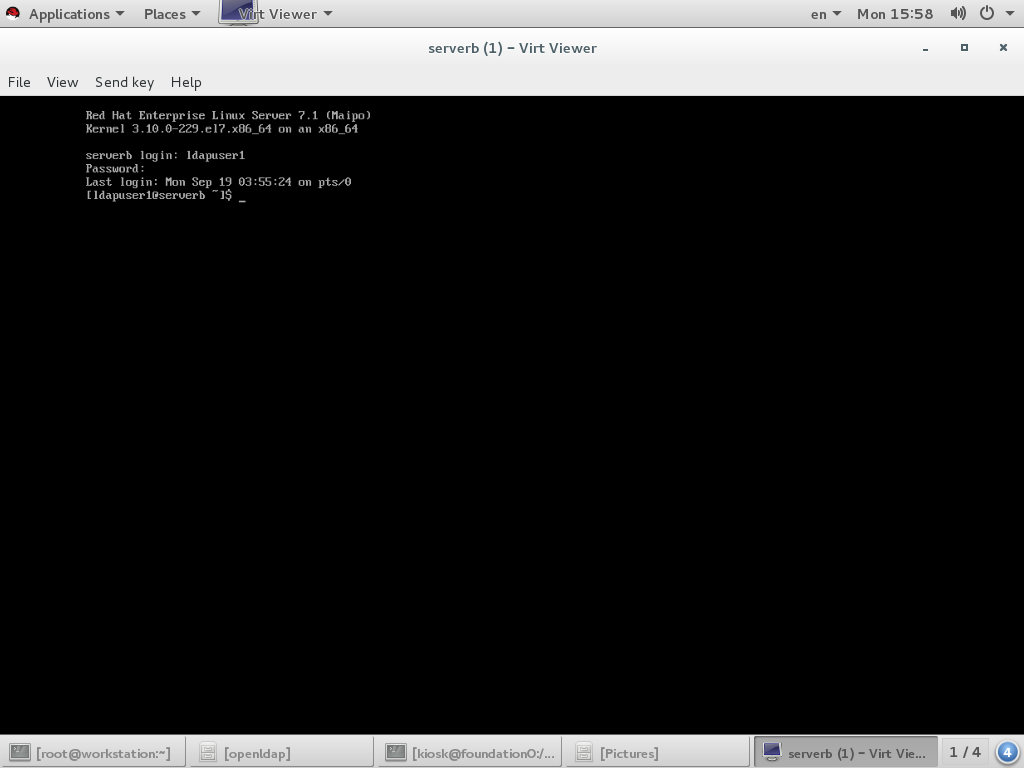 Applications Places Virt Viewer en Mon 15:58
serverb (1) – Virt Viewer
File View Send key Help
Red Hat Enterprise Linux Server 7.1 (Maipo)
Kernel 3.10.0-229.el7.x86_64 on an x86_64
serverb login: ldapuser1
Password:
Last login: Mon Sep 19 03:55:24 on pts/0
[ldapuser1@serverb ~]$ _
[root@workstation:~] [openldap] [kiosk@foundation0:/... [Pictures] serverb (1) – Virt Vie... 1 / 4 4